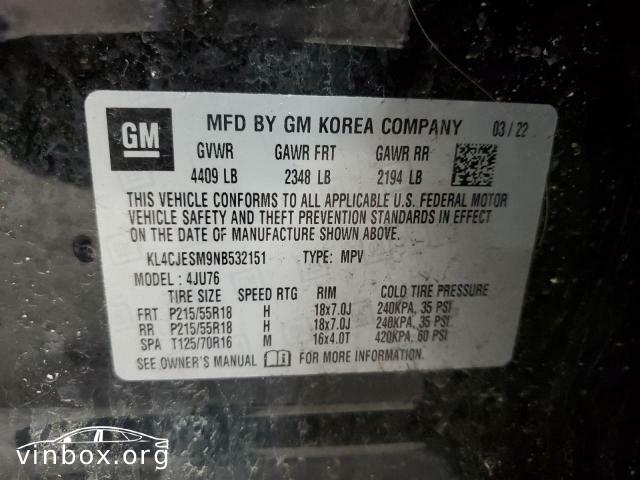 GM MFD BY GM KOREA COMPANY 03/22
GVWR GAWR FRT GAWR RR
4409 LB 2348 LB 2194 LB
THIS VEHICLE CONFORMS TO ALL APPLICABLE U.S. FEDERAL MOTOR
VEHICLE SAFETY AND THEFT PREVENTION STANDARDS IN EFFECT
ON THE DATE OF MANUFACTURE SHOWN ABOVE.
KL4CJESM9NB532151 TYPE: MPV
MODEL: 4JU76
TIRE SIZE SPEED RTG RIM COLD TIRE PRESSURE
FRT P215/55R18 H 18x7.0J 240KPA, 35 PSI
RR P215/55R18 H 18x7.0J 240KPA, 35 PSI
SPA T125/70R16 M 16x4.0T 420KPA, 60 PSI
SEE OWNER'S MANUAL FOR MORE INFORMATION.
vinbox.org